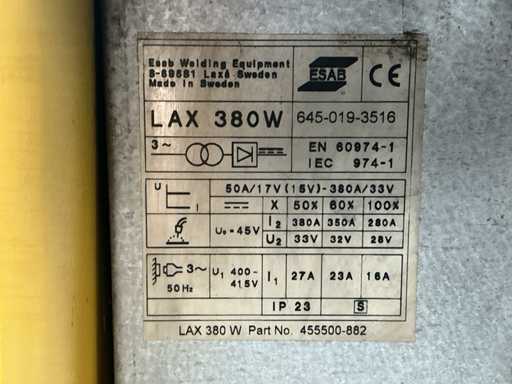 Esab Welding Equipment
S-69581 Laxå Sweden
Made in Sweden
ESAB
CE
LAX 380W 645-019-3516
3~
EN 60974-1
IEC 974-1
U
I
50A/17V(15V)-380A/33V
X 50% 60% 100%
U₀=45V
I₂ 380A 350A 280A
U₂ 33V 32V 28V
3~
50Hz
U₁ 400-
415V
I₁ 27A 23A 16A
IP 23
S
LAX 380 W Part No. 455500-882